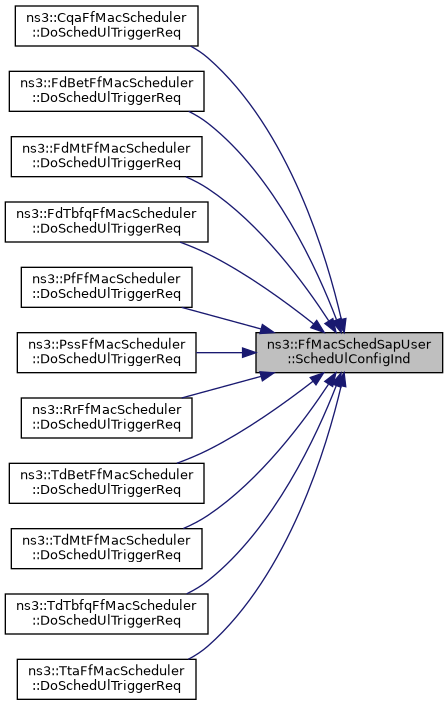 ns3::CqaFfMacScheduler
::DoSchedUlTriggerReq
ns3::FdBetFfMacScheduler
::DoSchedUlTriggerReq
ns3::FdMtFfMacScheduler
::DoSchedUlTriggerReq
ns3::FdTbfqFfMacScheduler
::DoSchedUlTriggerReq
ns3::PfFfMacScheduler
::DoSchedUlTriggerReq
ns3::PssFfMacScheduler
::DoSchedUlTriggerReq
ns3::FfMacSchedSapUser
::SchedUlConfigInd
ns3::RrFfMacScheduler
::DoSchedUlTriggerReq
ns3::TdBetFfMacScheduler
::DoSchedUlTriggerReq
ns3::TdMtFfMacScheduler
::DoSchedUlTriggerReq
ns3::TdTbfqFfMacScheduler
::DoSchedUlTriggerReq
ns3::TtaFfMacScheduler
::DoSchedUlTriggerReq